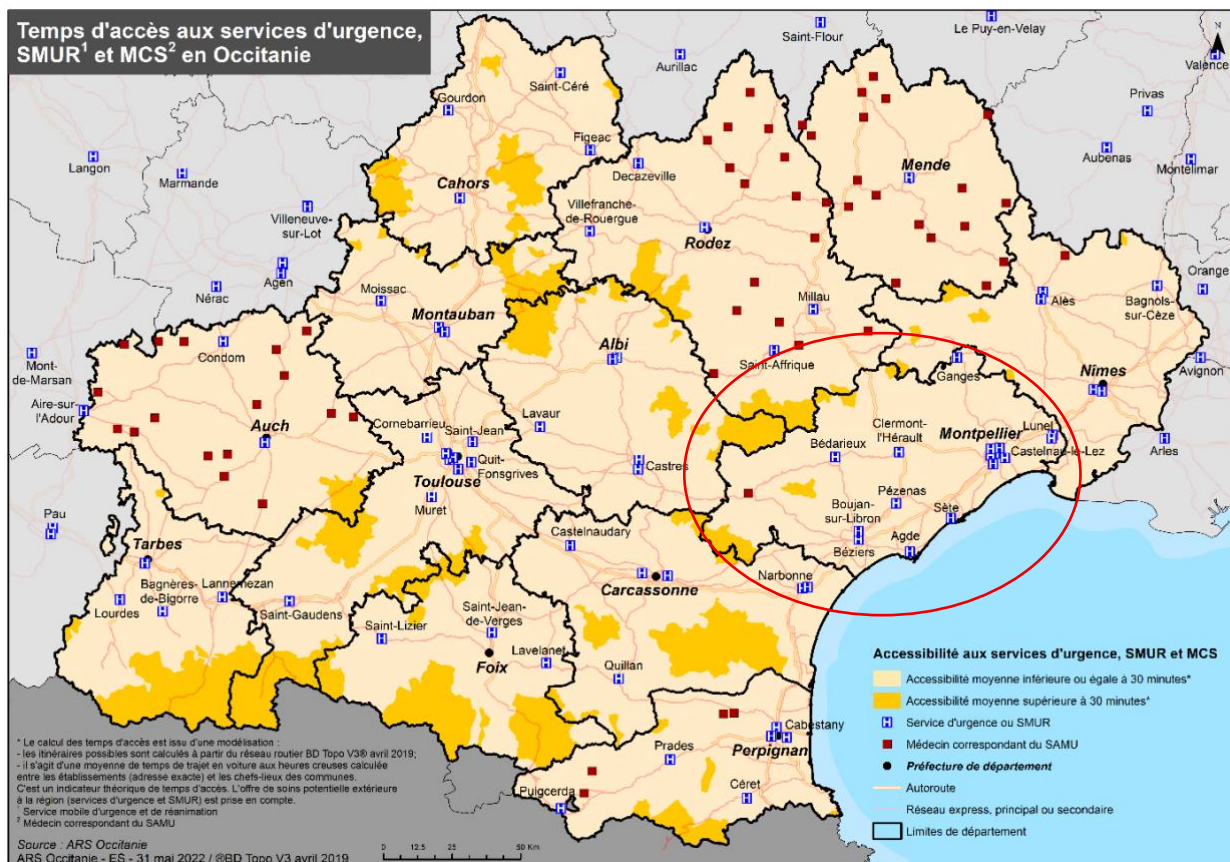 Temps d'accès aux services d'urgence,
SMUR¹ et MCS² en Occitanie
Saint-Flour
Le Puy-en-Velay
N
Aurillac
Valence
Saint-Céré
Privas
Gourdon
Figeac
Aubenas
Montelimar
Langon
Decazeville
Mende
Marmande
Cahors
Villefranche-
de-Rouergue
Villeneuve-
sur-Lot
Rodez
Agen
Orange
Nérac
Moissac
Millau
Alès
Bagnols-
sur-Cèze
Montauban
Condom
Albi
Saint-Affrique
Mont-
de-Marsan
Ganges
Nîmes
Avignon
Aire-sur-
l'Adour
Auch
Cornebarrieu
Saint-Jean
Lavaur
Clermont-
l'Hérault
Montpellier
Lunel
Arles
Bédarieux
Castelnau-le-Lez
Quit-
Fonsgrives
Castres
Toulouse
Pézenas
Muret
Boujan-
sur-Libron
Sète
Pau
Castelnaudary
Béziers
Agde
Tarbes
Bagnères-
de-Bigorre
Lannemezan
Carcassonne
Narbonne
Lourdes
Saint-Gaudens
Saint-Jean-
de-Verges
Saint-Lizier
Foix
Lavelanet
Quillan
Cabestany
Prades
Perpignan
Puigcerda
Céret
Accessibilité aux services d'urgence, SMUR et MCS
Accessibilité moyenne inférieure ou égale à 30 minutes*
Accessibilité moyenne supérieure à 30 minutes*
H Service d'urgence ou SMUR
Médecin correspondant du SAMU
Préfecture de département
Autoroute
Réseau express, principal ou secondaire
Limites de département
* Le calcul des temps d'accès est issu d'une modélisation :
- les itinéraires possibles sont calculés à partir du réseau routier BD Topo V3® avril 2019;
- il s'agit d'une moyenne de temps de trajet en voiture aux heures creuses calculée
entre les établissements (adresse exacte) et les chefs-lieux des communes.
C'est un indicateur théorique de temps d'accès. L'offre de soins potentielle extérieure
à la région (services d'urgence et SMUR) est prise en compte.
¹ Service mobile d'urgence et de réanimation
² Médecin correspondant du SAMU
Source : ARS Occitanie
ARS Occitanie - ES - 31 mai 2022 / ®BD Topo V3 avril 2019
0 12.5 25 50 Km